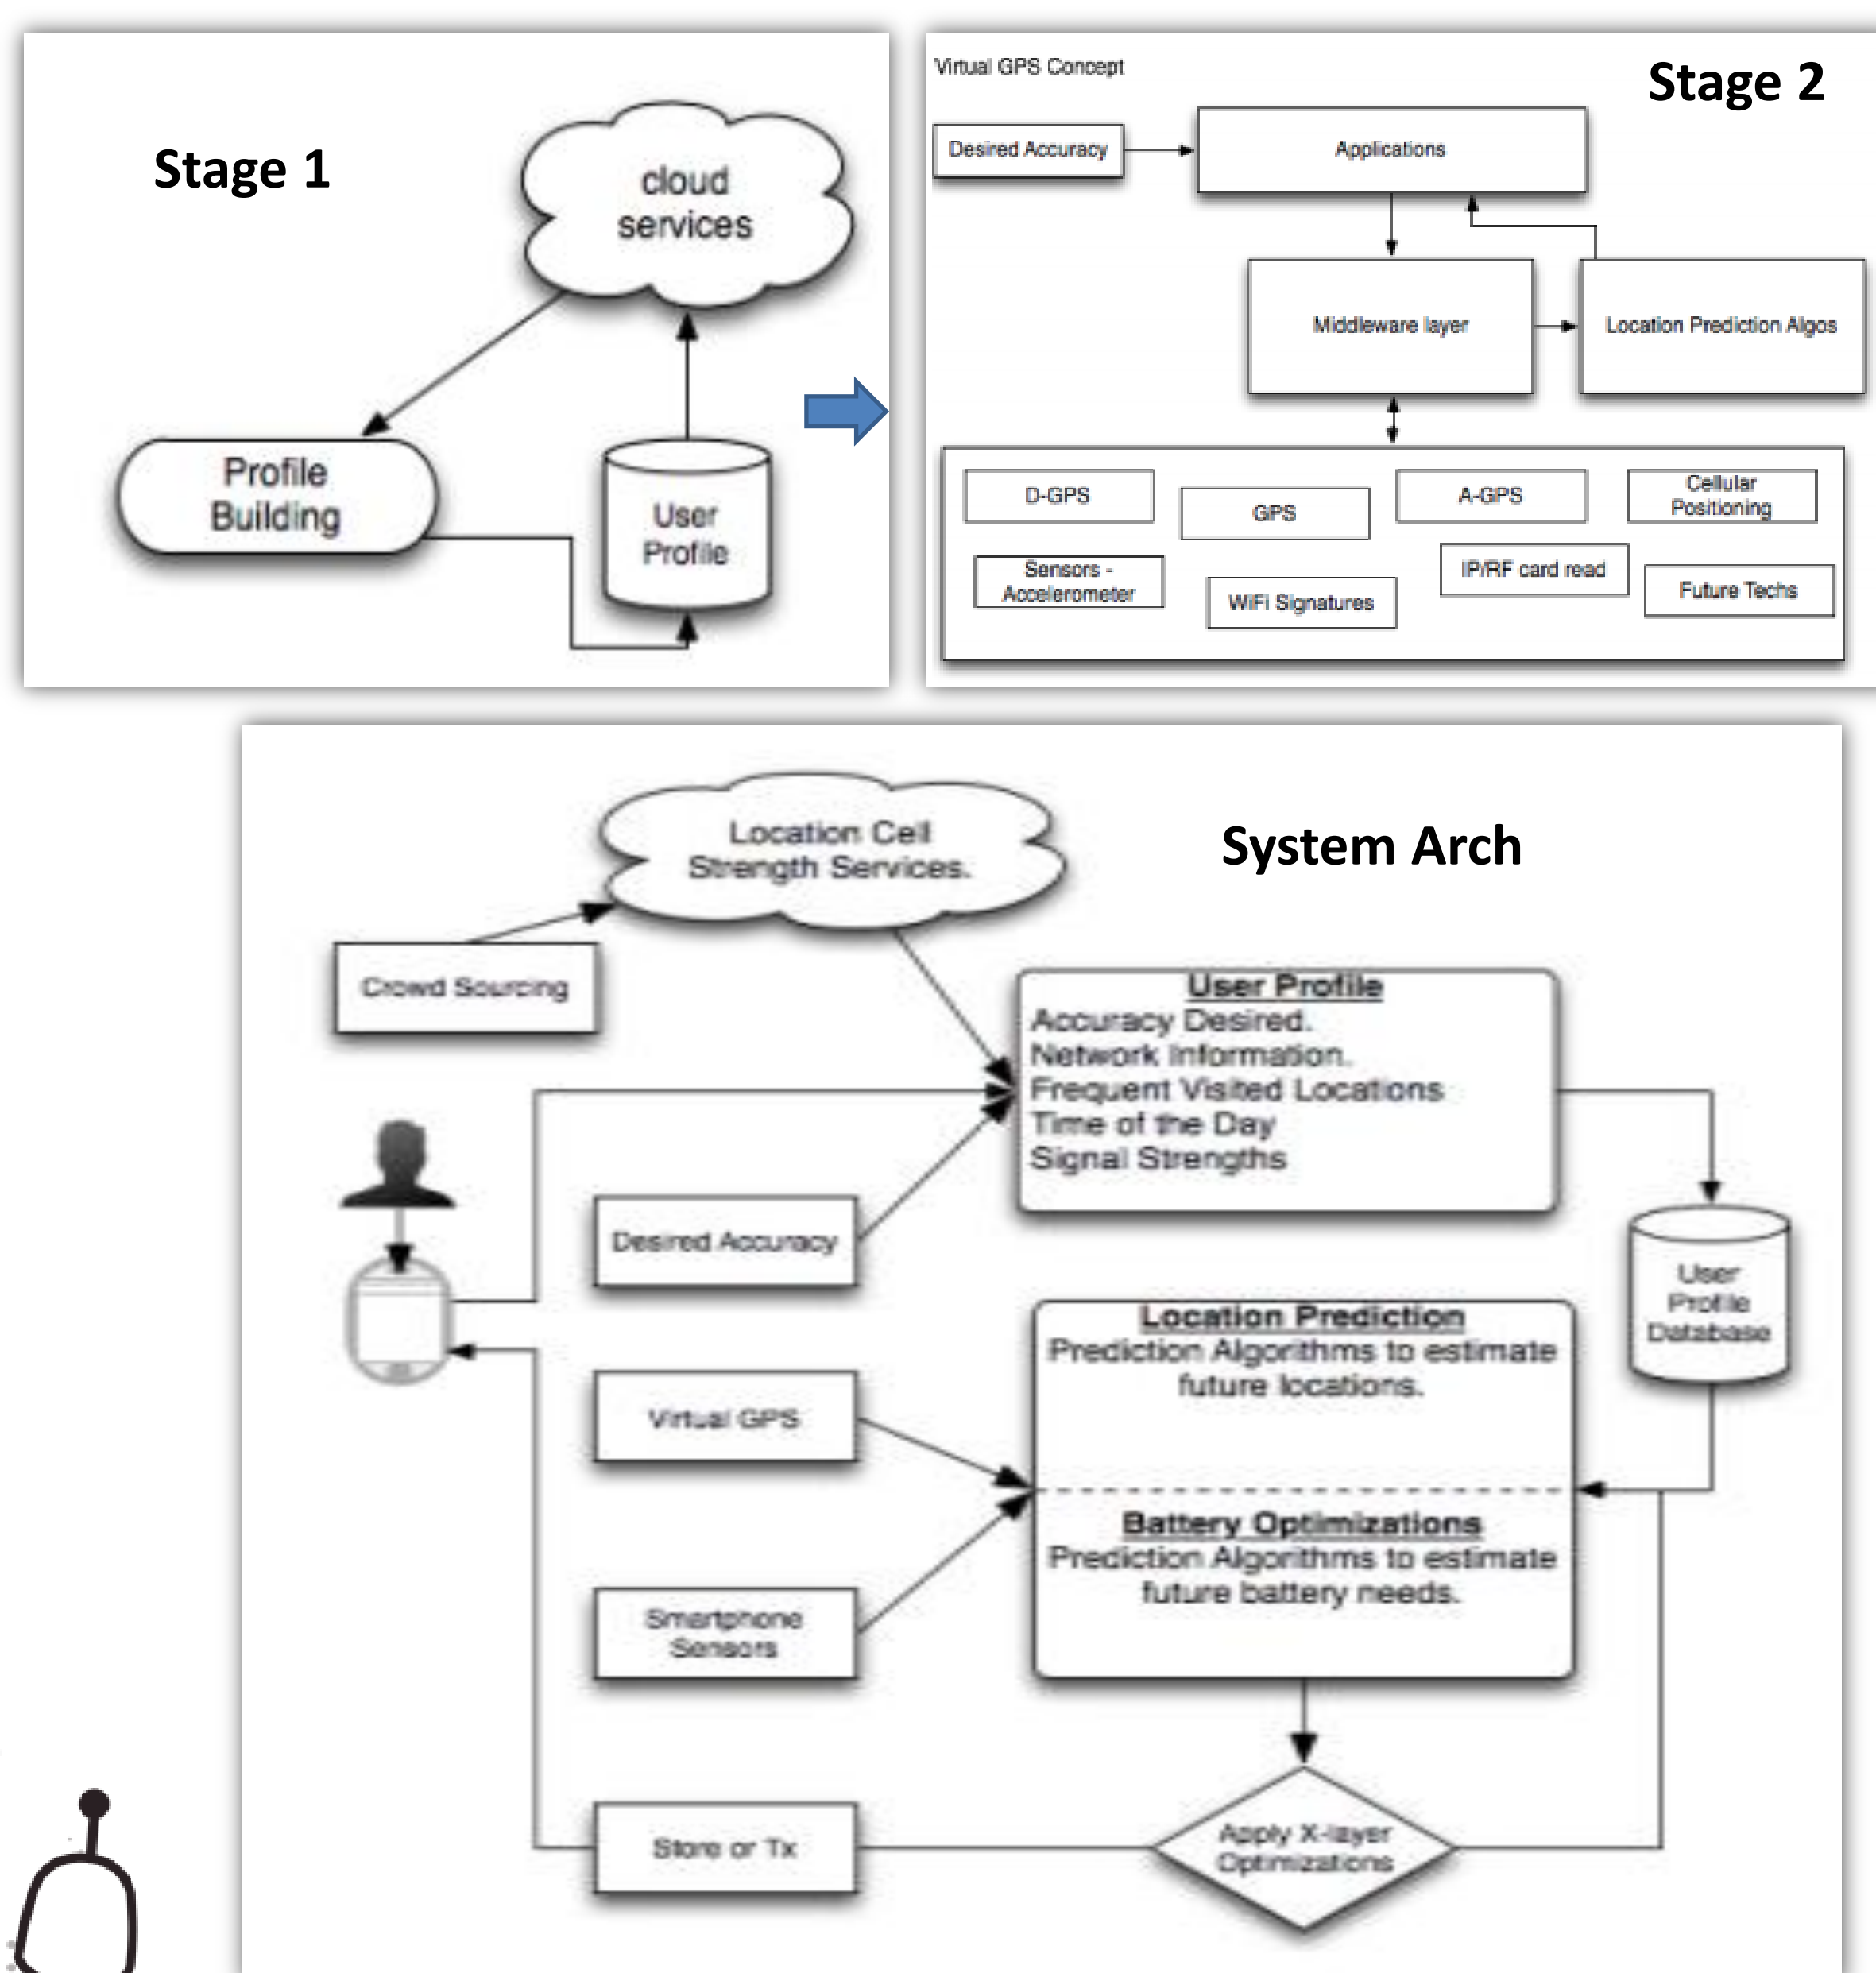 Stage 1
cloud
services
Profile
Building
User
Profile
Virtual GPS Concept
Stage 2
Desired Accuracy
Applications
Middleware layer
Location Prediction Algos
D-GPS
GPS
A-GPS
Cellular
Positioning
Sensors -
Accelerometer
WiFi Signatures
IP/RF card read
Future Techs
System Arch
Location Cell
Strength Services.
Crowd Sourcing
User Profile
Accuracy Desired.
Network Information.
Frequent Visited Locations
Time of the Day
Signal Strengths
Desired Accuracy
User
Profile
Database
Location Prediction
Prediction Algorithms to estimate
future locations.
Virtual GPS
Battery Optimizations
Prediction Algorithms to estimate
future battery needs.
Smartphone
Sensors
Store or Tx
Apply X-layer
Optimizations